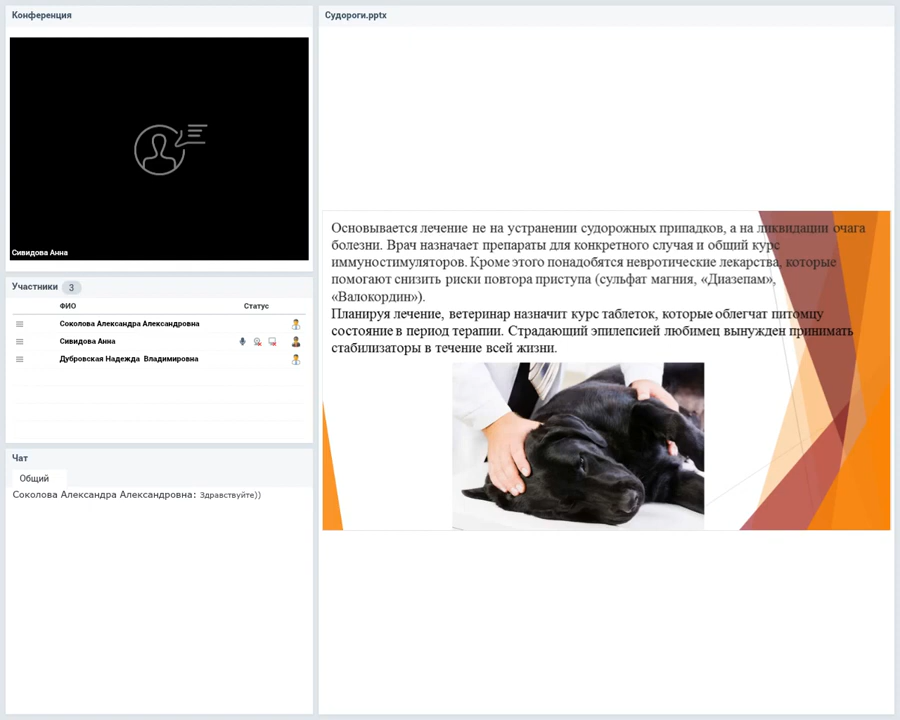 Конференция
Сивидова Анна
Участники 3
ФИО Статус
Соколова Александра Александровна
Сивидова Анна
Дубровская Надежда Владимировна
Чат
Общий
Соколова Александра Александровна: Здравствуйте))
Судороги.pptx
Основывается лечение не на устранении судорожных припадков, а на ликвидации очага
болезни. Врач назначает препараты для конкретного случая и общий курс
иммуностимуляторов. Кроме этого понадобятся невротические лекарства, которые
помогают снизить риски повтора приступа (сульфат магния, «Диазепам»,
«Валокордин»).
Планируя лечение, ветеринар назначит курс таблеток, которые облегчат питомцу
состояние в период терапии. Страдающий эпилепсией любимец вынужден принимать
стабилизаторы в течение всей жизни.